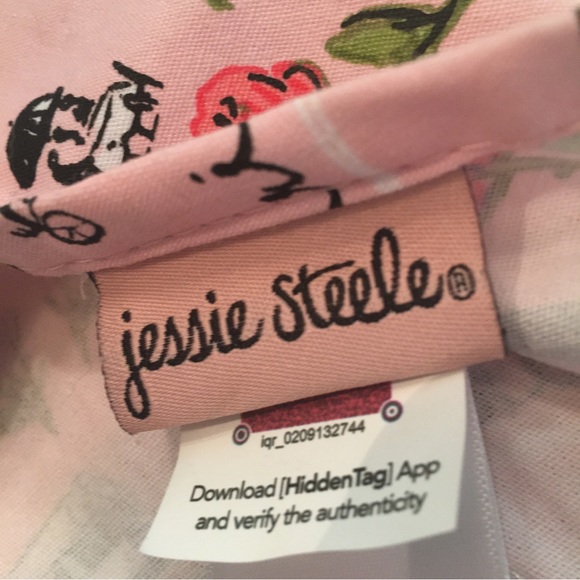 jessie steele®
iqr_0209132744
Download [HiddenTag] App
and verify the authenticity